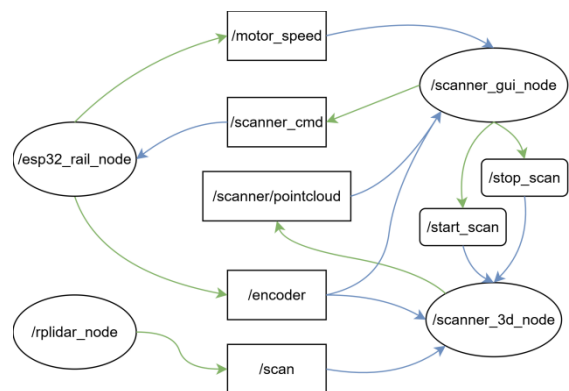 /motor_speed
/scanner_gui_node
/scanner_cmd
/esp32_rail_node
/scanner/pointcloud
/stop_scan
/start_scan
/encoder
/scanner_3d_node
/rplidar_node
/scan